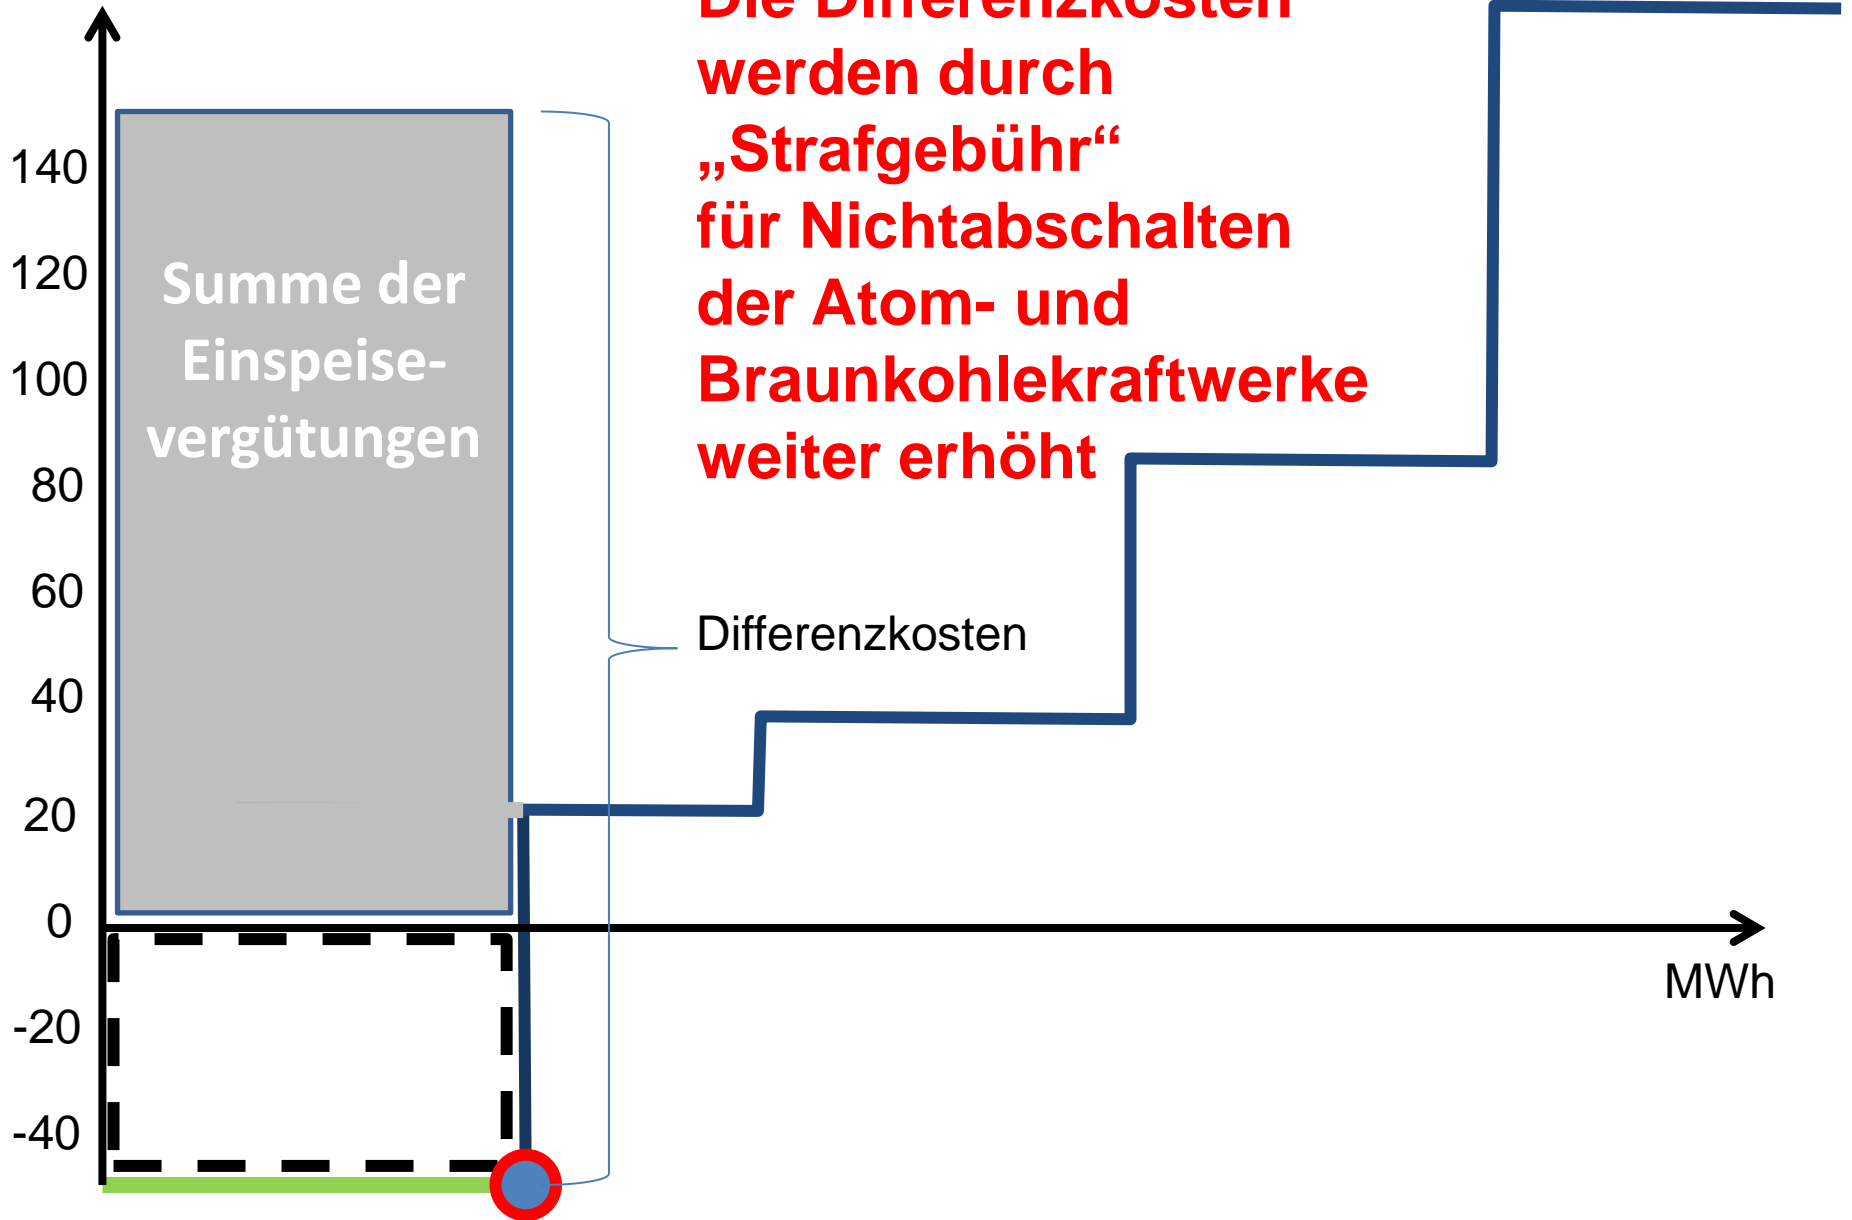 Die Differenzkosten
werden durch
„Strafgebühr“
für Nichtabschalten
der Atom- und
Braunkohlekraftwerke
weiter erhöht
140
120
100
80
60
40
20
0
-20
-40
Summe der
Einspeise-
vergütungen
Differenzkosten
MWh